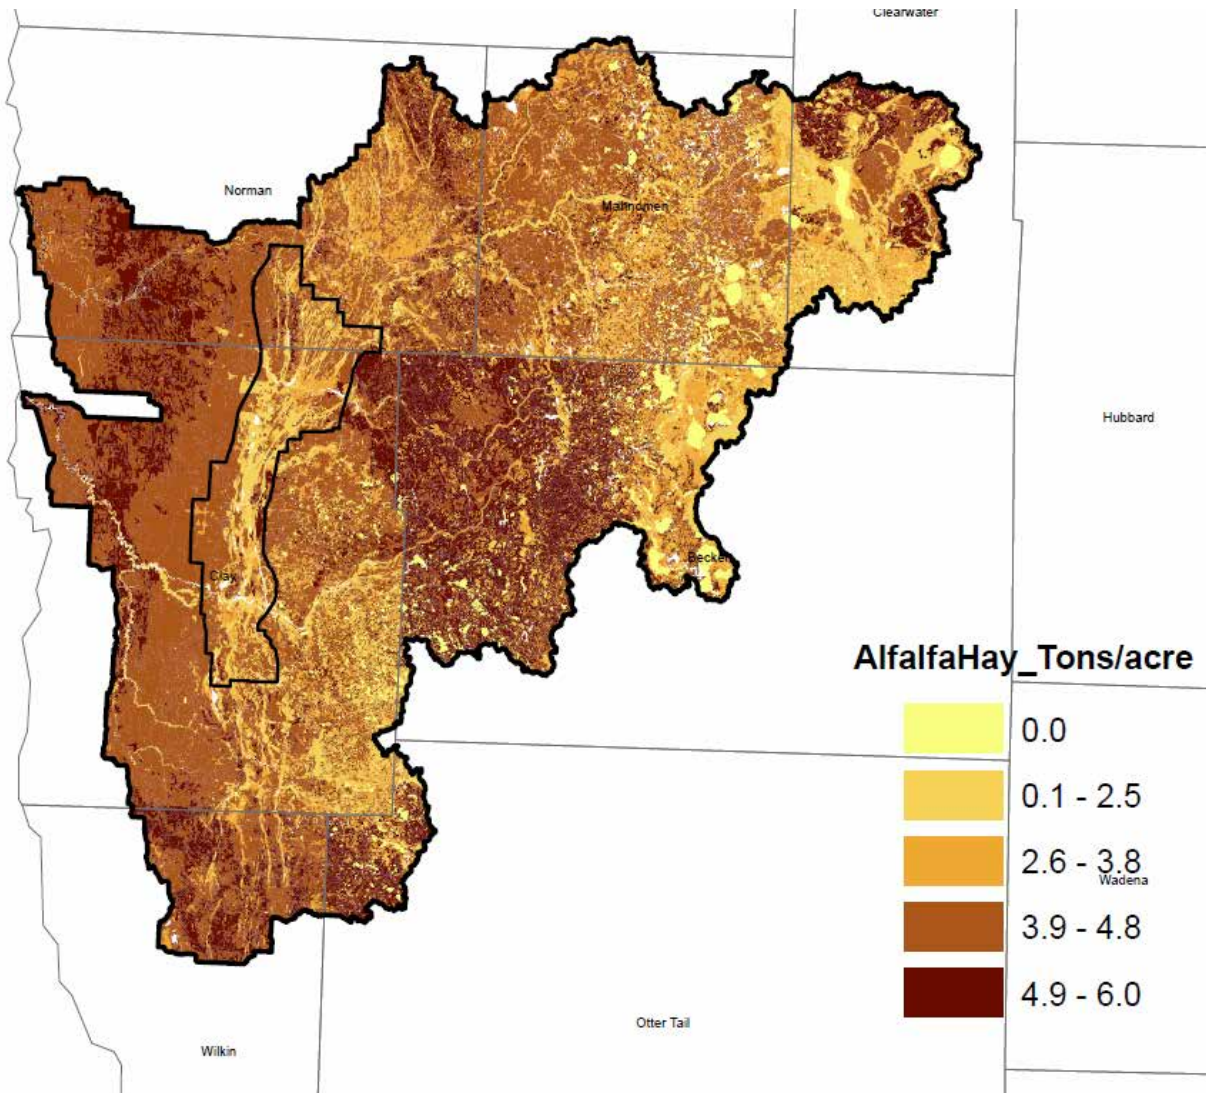 Clearwater
Norman
Mahnomen
Hubbard
Becker
Clay
AlfalfaHay_Tons/acre
0.0
0.1 - 2.5
2.6 - 3.8
Wadena
3.9 - 4.8
4.9 - 6.0
Otter Tail
Wilkin